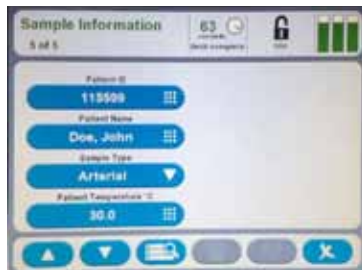 Sample Information
5 of 5
63
seconds
Patient ID
113509
Patient Name
Doe, John
Sample Type
Arterial
Patient Temperature °C
30.0